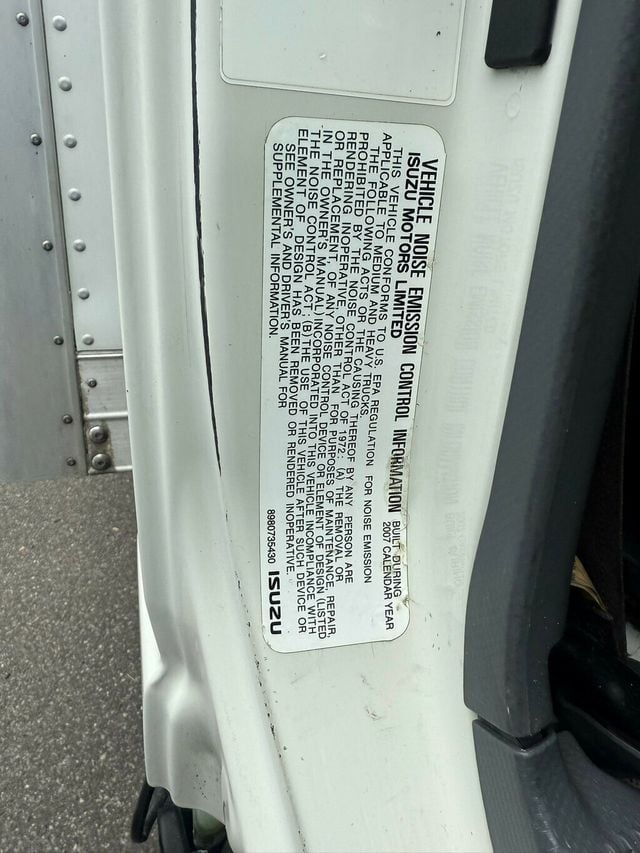 VEHICLE NOISE EMISSION CONTROL INFORMATION
ISUZU MOTORS LIMITED
BUILT DURING
2007 CALENDAR YEAR
THIS VEHICLE CONFORMS TO U.S. EPA REGULATION FOR NOISE EMISSION
APPLICABLE TO MEDIUM AND HEAVY TRUCKS.
THE FOLLOWING ACTS OR THE CAUSING THEREOF BY ANY PERSON ARE
PROHIBITED BY THE NOISE CONTROL ACT OF 1972: (A) THE REMOVAL OR
RENDERING INOPERATIVE, OTHER THAN FOR PURPOSES OF MAINTENANCE, REPAIR,
OR REPLACEMENT, OF ANY NOISE CONTROL DEVICE OR ELEMENT OF DESIGN (LISTED
IN THE OWNER'S MANUAL) INCORPORATED INTO THIS VEHICLE INCOMPLIANCE WITH
THE NOISE CONTROL ACT; (B) THE USE OF THIS VEHICLE AFTER SUCH DEVICE OR
ELEMENT OF DESIGN HAS BEEN REMOVED OR RENDERED INOPERATIVE.
SEE OWNER'S AND DRIVER'S MANUAL FOR
SUPPLEMENTAL INFORMATION.
8980735430 ISUZU